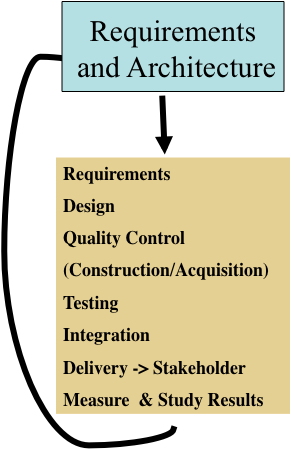 Requirements
and Architecture
Requirements
Design
Quality Control
(Construction/Acquisition)
Testing
Integration
Delivery -> Stakeholder
Measure & Study Results